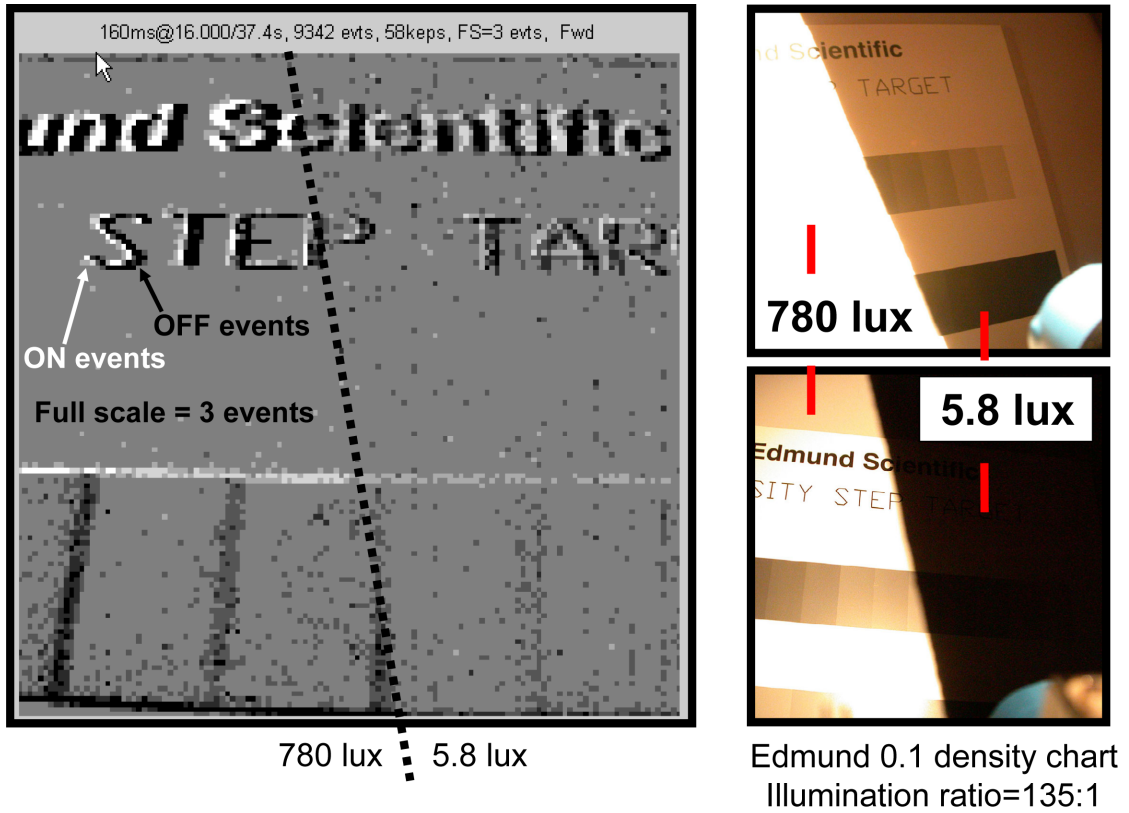 160ms@16.000/37.4s, 9342 evts, 58keps, FS=3 evts, Fwd
und Scientific
STEP TAR
OFF events
ON events
Full scale = 3 events
780 lux
5.8 lux
nd Scientific
P TARGET
780 lux
5.8 lux
Edmund Scientific
SITY STEP TARGET
Edmund 0.1 density chart
Illumination ratio=135:1